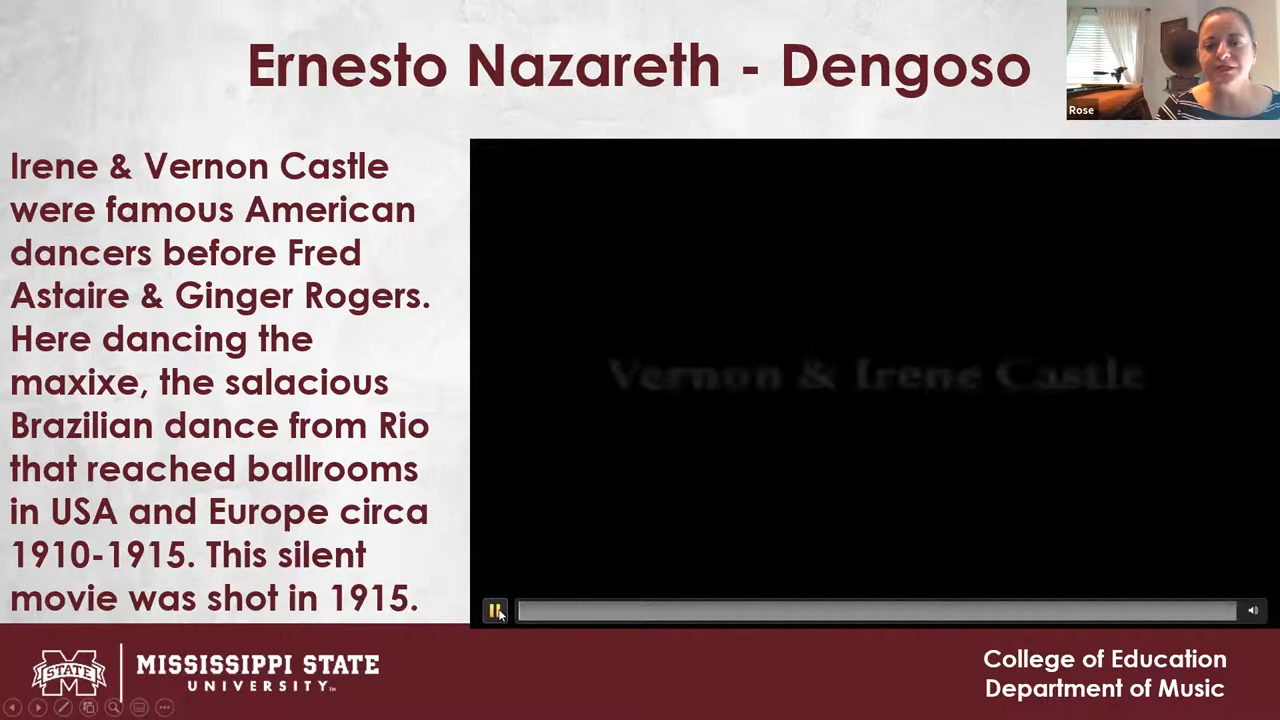 Ernesto Nazareth - Dengoso
Rose
Irene & Vernon Castle
were famous American
dancers before Fred
Astaire & Ginger Rogers.
Here dancing the
maxixe, the salacious
Brazilian dance from Rio
that reached ballrooms
in USA and Europe circa
1910-1915. This silent
movie was shot in 1915.
Vernon & Irene Castle
STATE
MISSISSIPPI STATE
UNIVERSITY™
College of Education
Department of Music